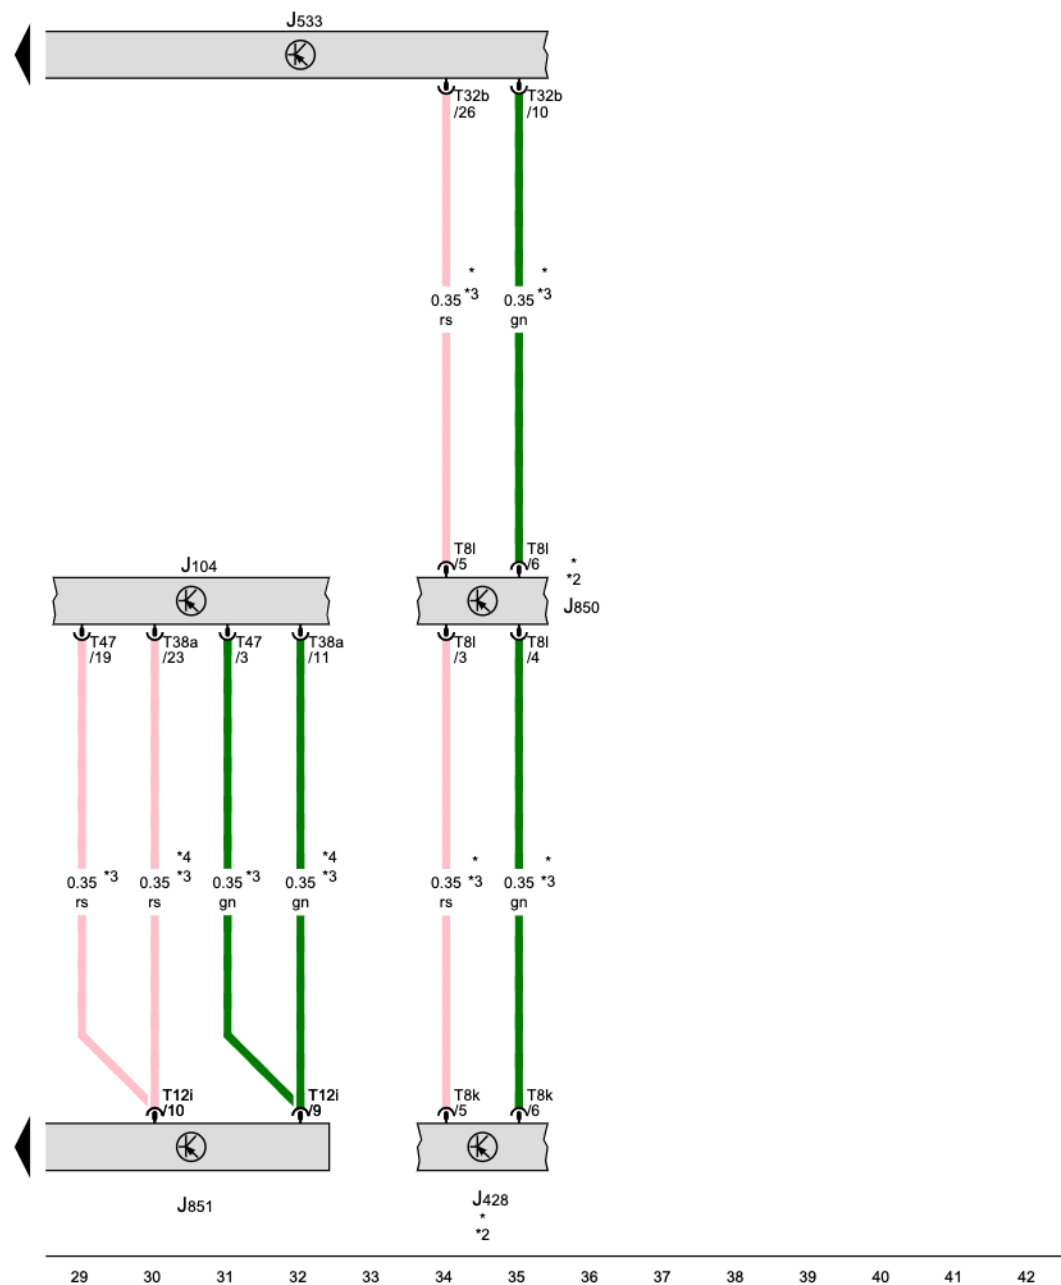 J533
T32b T32b
/26 /10
* *
0.35 *3 0.35 *3
rs gn
T8l T8l
/5 /6 *
*2
J104
J850
T47 T38a T47 T38a T8l T8l
/19 /23 /3 /11 /3 /4
*4 *4 * *
0.35 *3 0.35 *3 0.35 *3 0.35 *3 0.35 *3 0.35 *3
rs rs gn gn rs gn
T12i T12i T8k T8k
/10 /9 /5 /6
J851 J428
*
*2
29 30 31 32 33 34 35 36 37 38 39 40 41 42